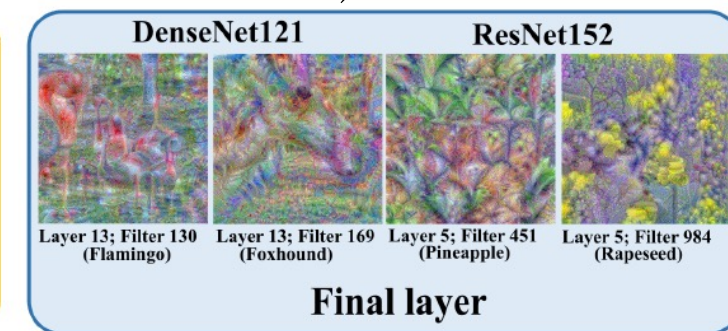 DenseNet121 ResNet152
Layer 13; Filter 130 Layer 13; Filter 169 Layer 5; Filter 451 Layer 5; Filter 984
(Flamingo) (Foxhound) (Pineapple) (Rapeseed)
Final layer